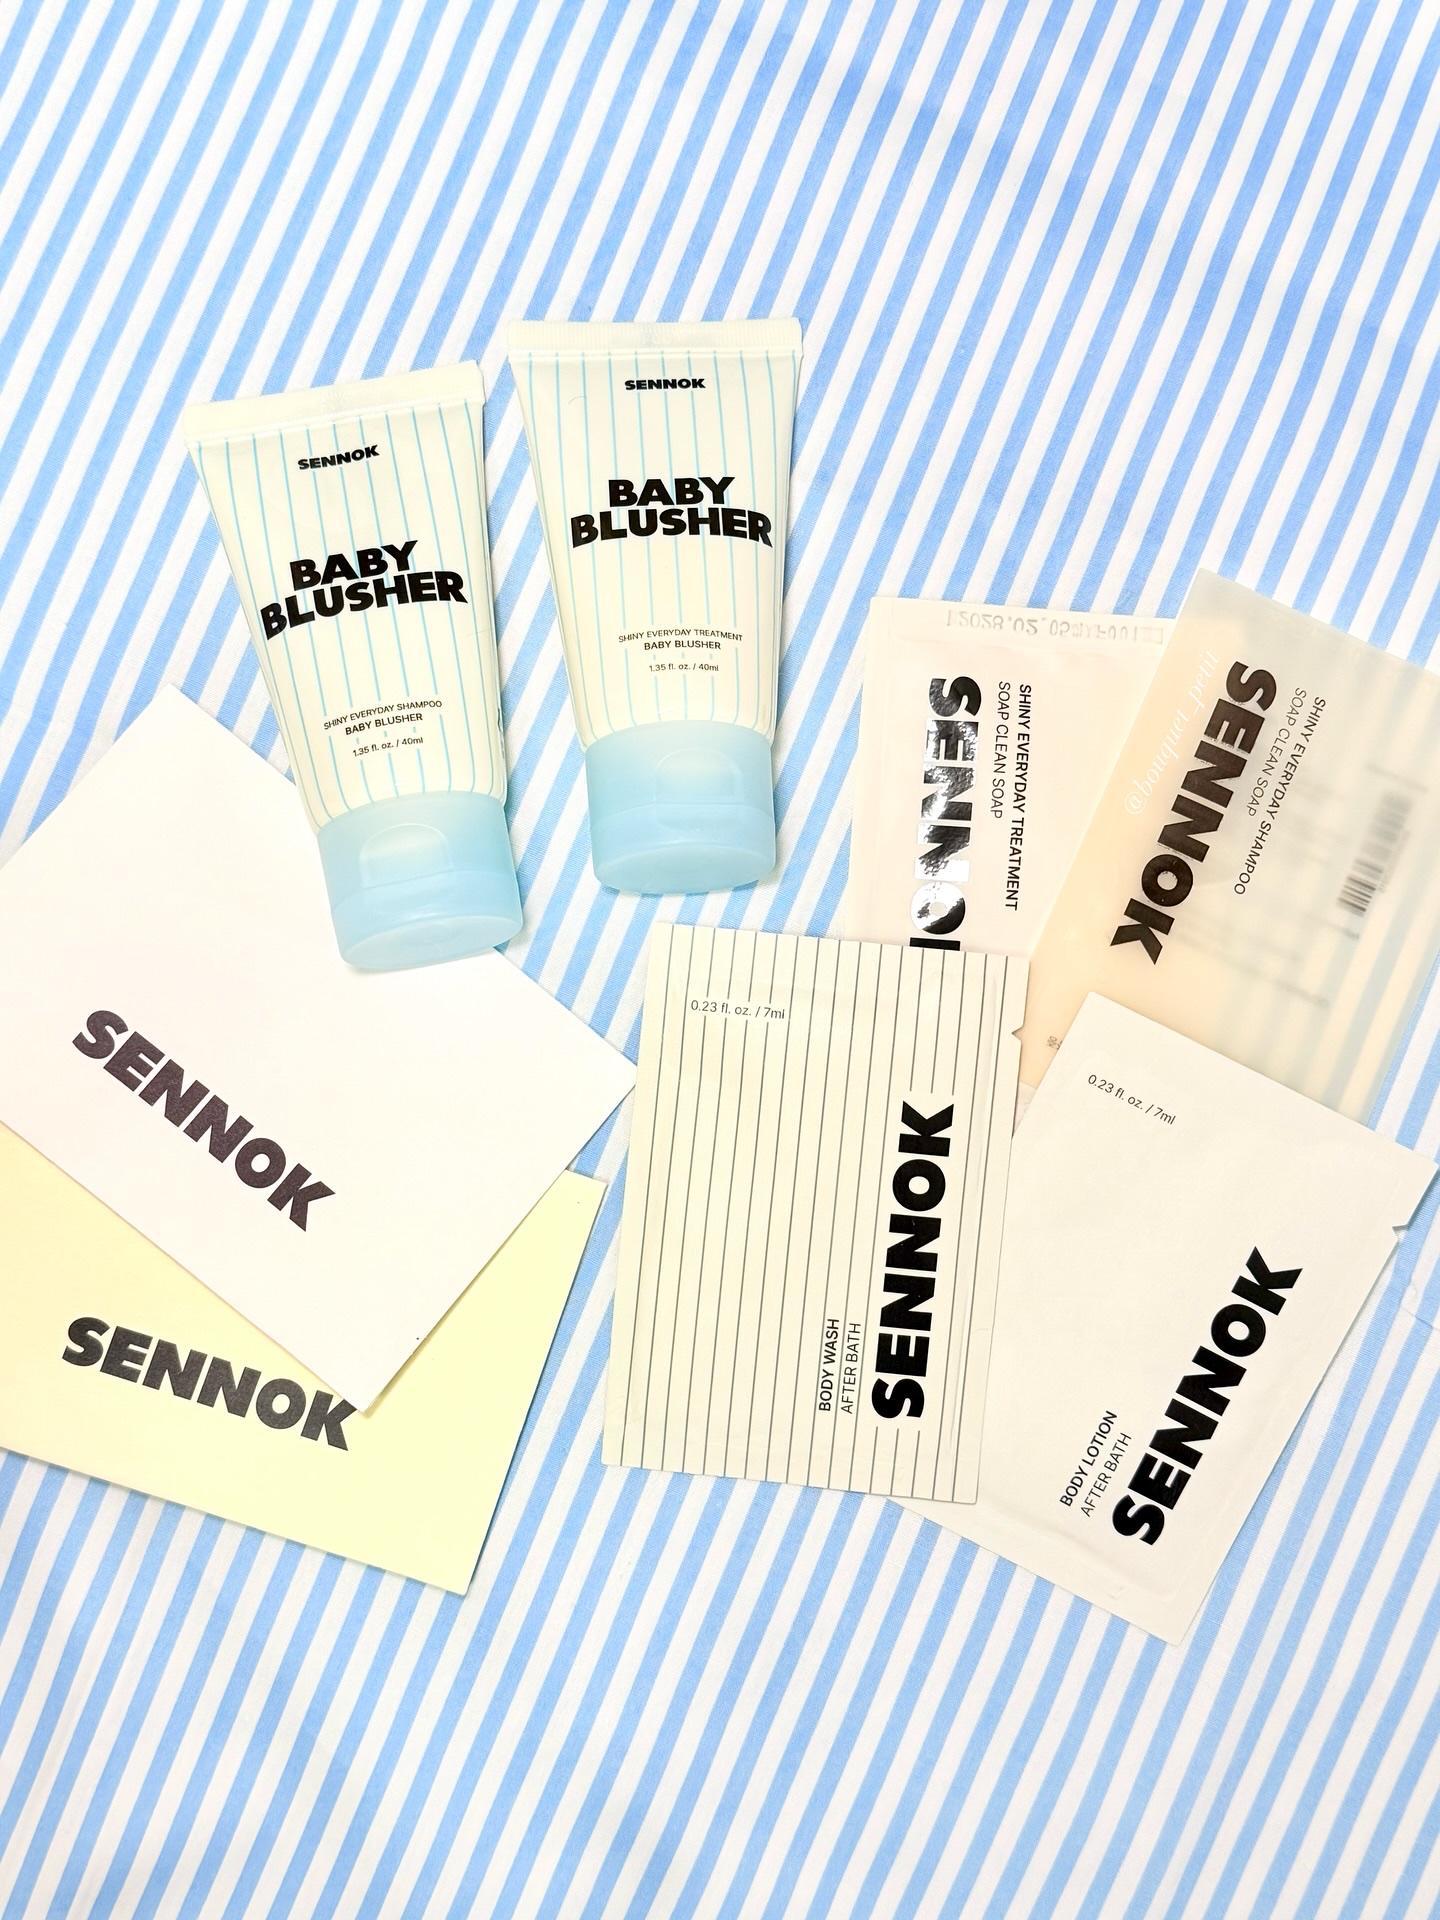 SENNOK
BABY
BLUSHER
SHINY EVERYDAY SHAMPOO
BABY BLUSHER
1.35 fl. oz. / 40ml
SENNOK
BABY
BLUSHER
SHINY EVERYDAY TREATMENT
BABY BLUSHER
1.35 fl. oz. / 40ml
SHINY EVERYDAY TREATMENT
SOAP CLEAN SOAP
SENNOK
SHINY EVERYDAY SHAMPOO
SOAP CLEAN SOAP
SENNOK
@bouquet_petit
SENNOK
SENNOK
0.23 fl. oz. / 7ml
BODY WASH
AFTER BATH
SENNOK
0.23 fl. oz. / 7ml
BODY LOTION
AFTER BATH
SENNOK